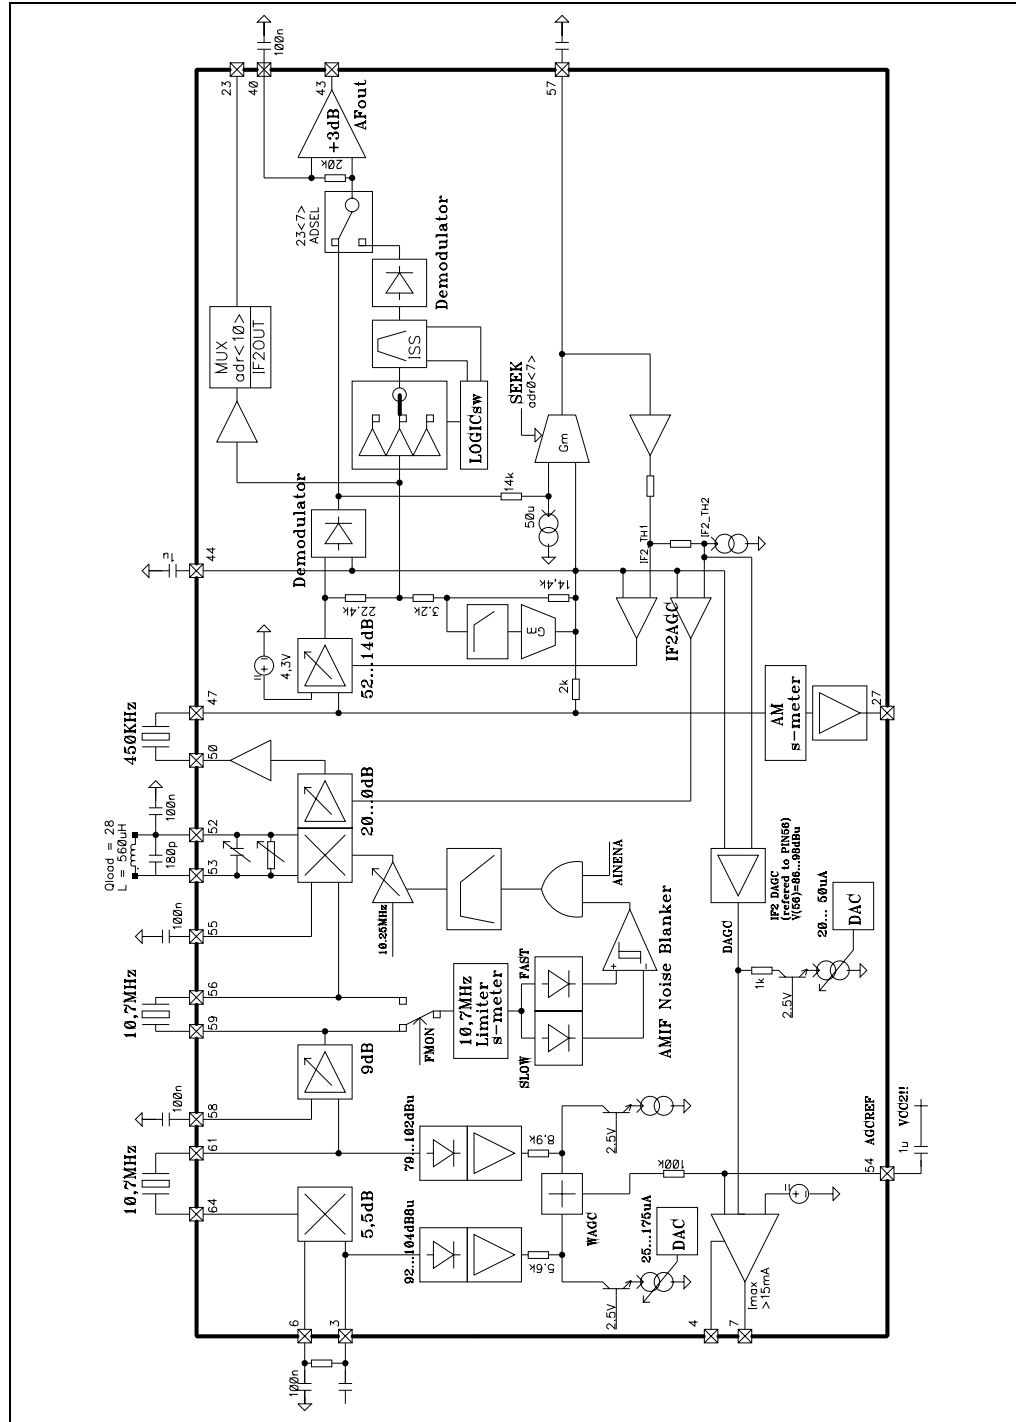 100n
23
40
43
57
AFout
+3dB
20k
23<7>
ADSEL
Demodulator
MUX
adr<10>
IF2OUT
ISS
LOGICsw
SEEK
adr0<7>
Gm
14k
50u
Demodulator
1u
44
IF2_TH1
IF2_TH2
22,4k
3,2k
14,4k
Gm
IF2AGC
4,3V
52...14dB
2k
47
450KHz
50
AM
s-meter
27
20...0dB
Qload = 28
L = 560uH
180p
100n
52
53
10.25MHz
AINENA
DAGC
IF2 DAGC
(refered to PIN56)
V(56)=86...98dBu
20... 50uA
DAC
1k
2.5V
100n
55
56
10,7MHz
59
FMON
10,7MHz
Limiter
s-meter
FAST
SLOW
+
-
AMIF Noise Blanker
9dB
100n
58
61
10,7MHz
64
79...102dBu
8.9k
2.5V
WAGC
100k
54
AGCREF
1u VCC2!!
5,5dB
92...104dB8u
5.6k
25...175uA
DAC
2.5V
Imax
>15mA
6
3
4
7
100n